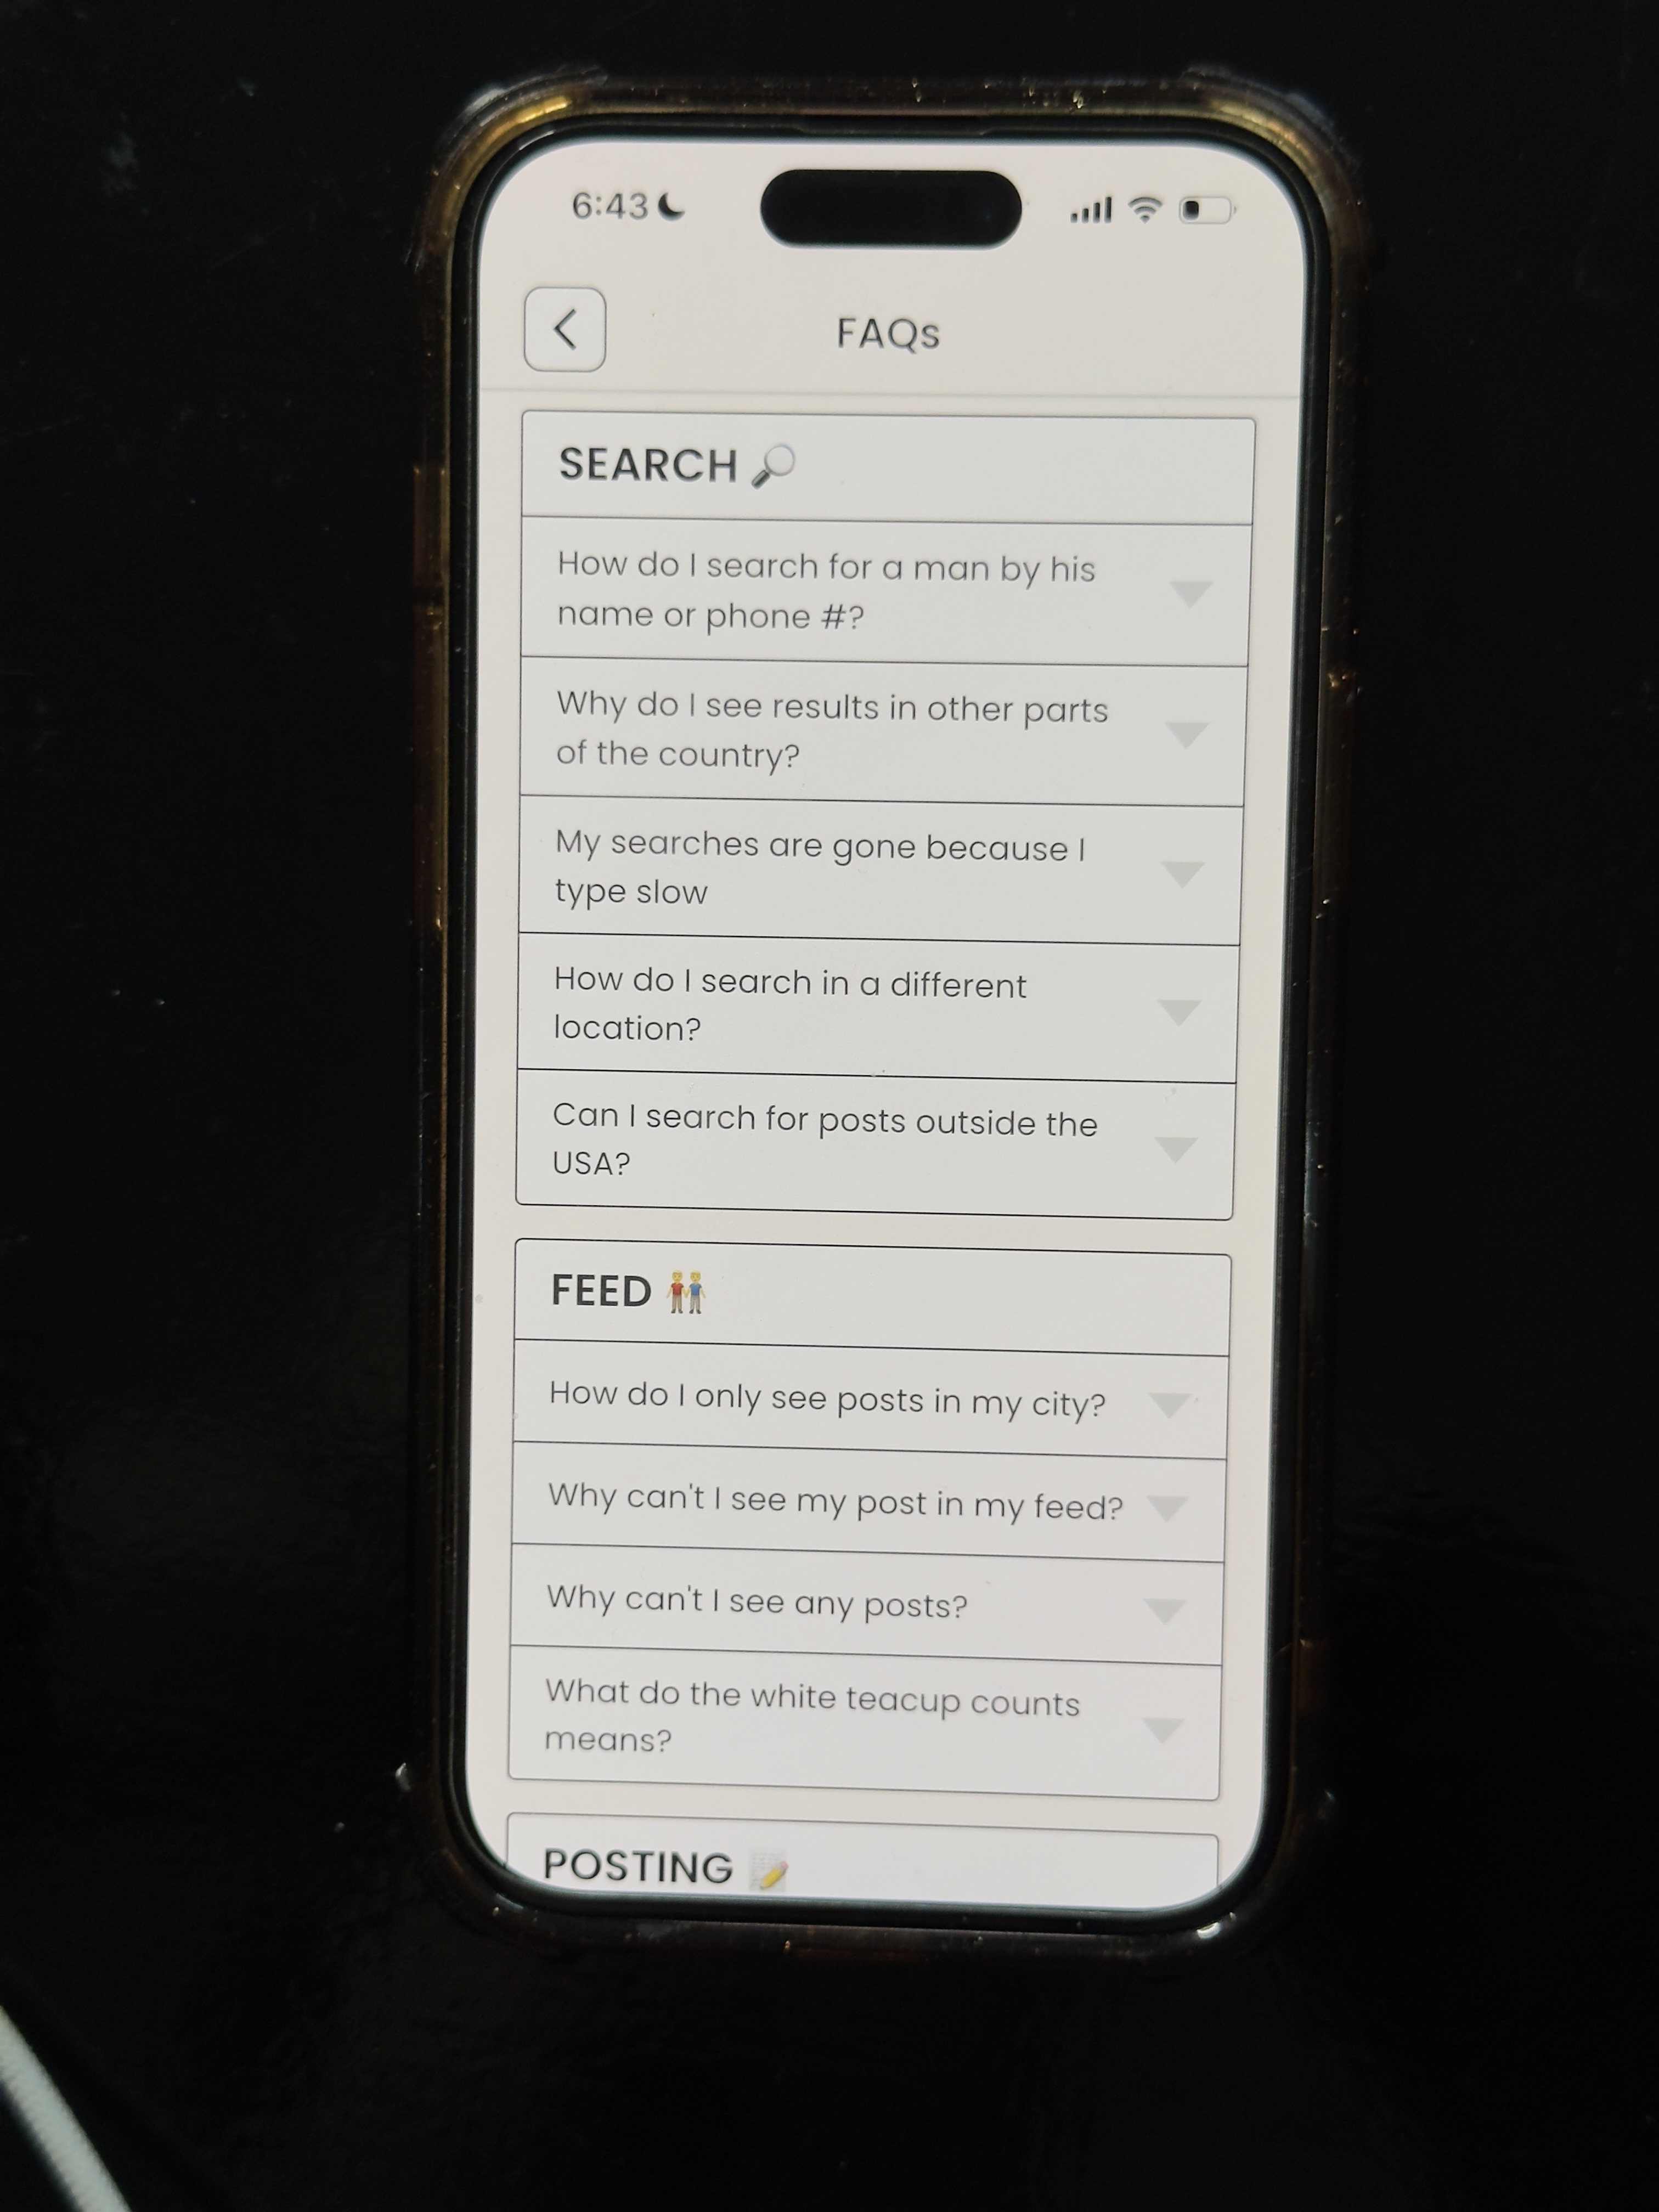 6:43
FAQs
SEARCH
How do I search for a man by his
name or phone #?
Why do I see results in other parts
of the country?
My searches are gone because I
type slow
How do I search in a different
location?
Can I search for posts outside the
USA?
FEED
How do I only see posts in my city?
Why can't I see my post in my feed?
Why can't I see any posts?
What do the white teacup counts
means?
POSTING